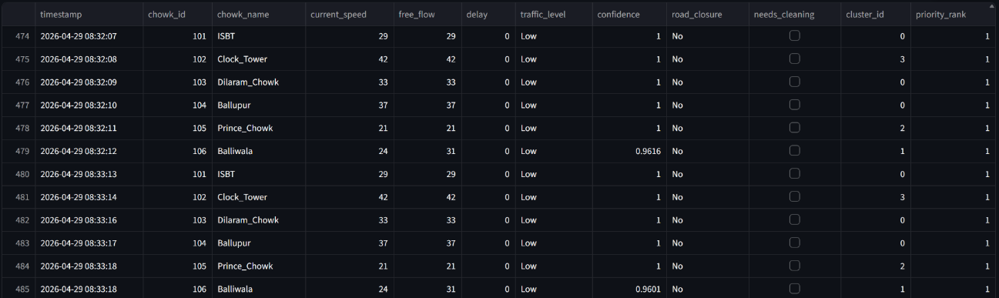 timestamp chowk_id chowk_name current_speed free_flow delay traffic_level confidence road_closure needs_cleaning cluster_id priority_rank
474 2026-04-29 08:32:07 101 ISBT 29 29 0 Low 1 No 0 1
475 2026-04-29 08:32:08 102 Clock_Tower 42 42 0 Low 1 No 3 1
476 2026-04-29 08:32:09 103 Dilaram_Chowk 33 33 0 Low 1 No 0 1
477 2026-04-29 08:32:10 104 Ballupur 37 37 0 Low 1 No 0 1
478 2026-04-29 08:32:11 105 Prince_Chowk 21 21 0 Low 1 No 2 1
479 2026-04-29 08:32:12 106 Balliwala 24 31 0 Low 0.9616 No 1 1
480 2026-04-29 08:33:13 101 ISBT 29 29 0 Low 1 No 0 1
481 2026-04-29 08:33:14 102 Clock_Tower 42 42 0 Low 1 No 3 1
482 2026-04-29 08:33:16 103 Dilaram_Chowk 33 33 0 Low 1 No 0 1
483 2026-04-29 08:33:17 104 Ballupur 37 37 0 Low 1 No 0 1
484 2026-04-29 08:33:18 105 Prince_Chowk 21 21 0 Low 1 No 2 1
485 2026-04-29 08:33:18 106 Balliwala 24 31 0 Low 0.9601 No 1 1